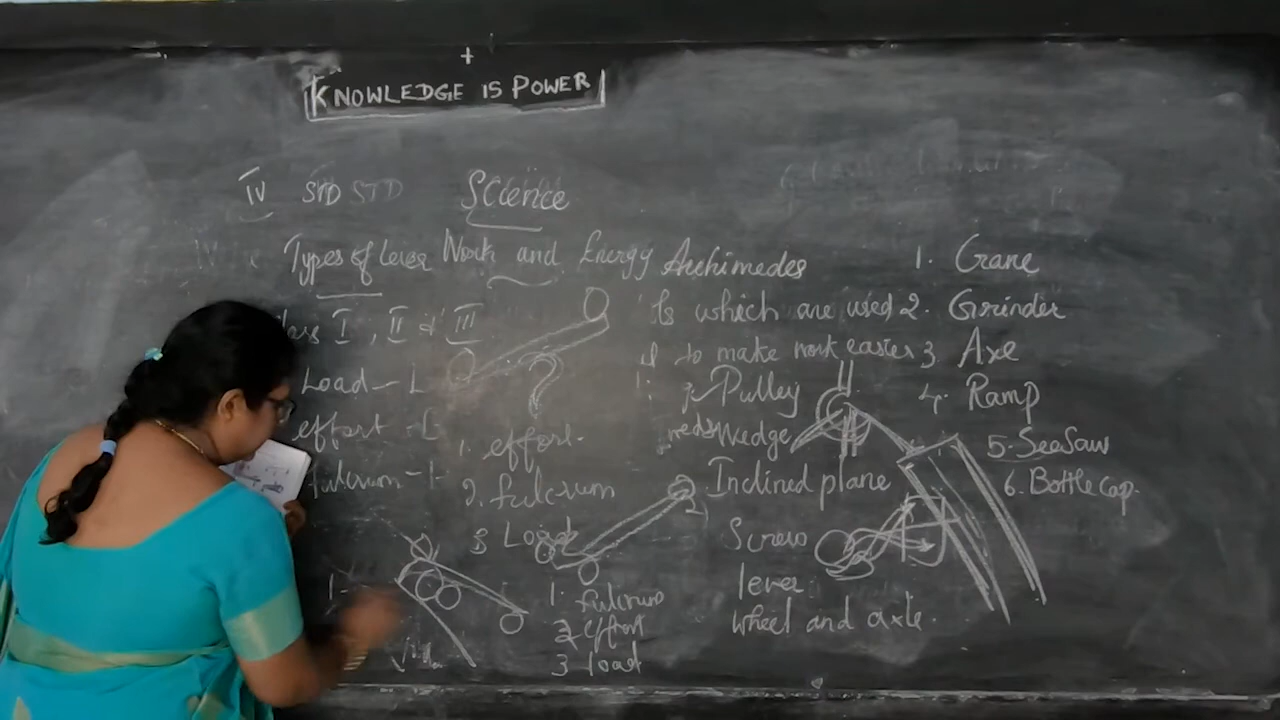 KNOWLEDGE IS POWER
IV STD STD Science
Types of lever Work and Energy Archimedes
I, II & III
Load - L
effort - E
fulcrum -
1. effort.
2. fulcrum
3 Load
1. fulcrum
2 effort
3 load
ls which are used
to make work easier
Pulley
Wedge
Inclined plane
Screw
lever
wheel and axle.
1. Crane
2. Grinder
3 Axe
4. Ramp
5. SeeSaw
6. Bottle cap.